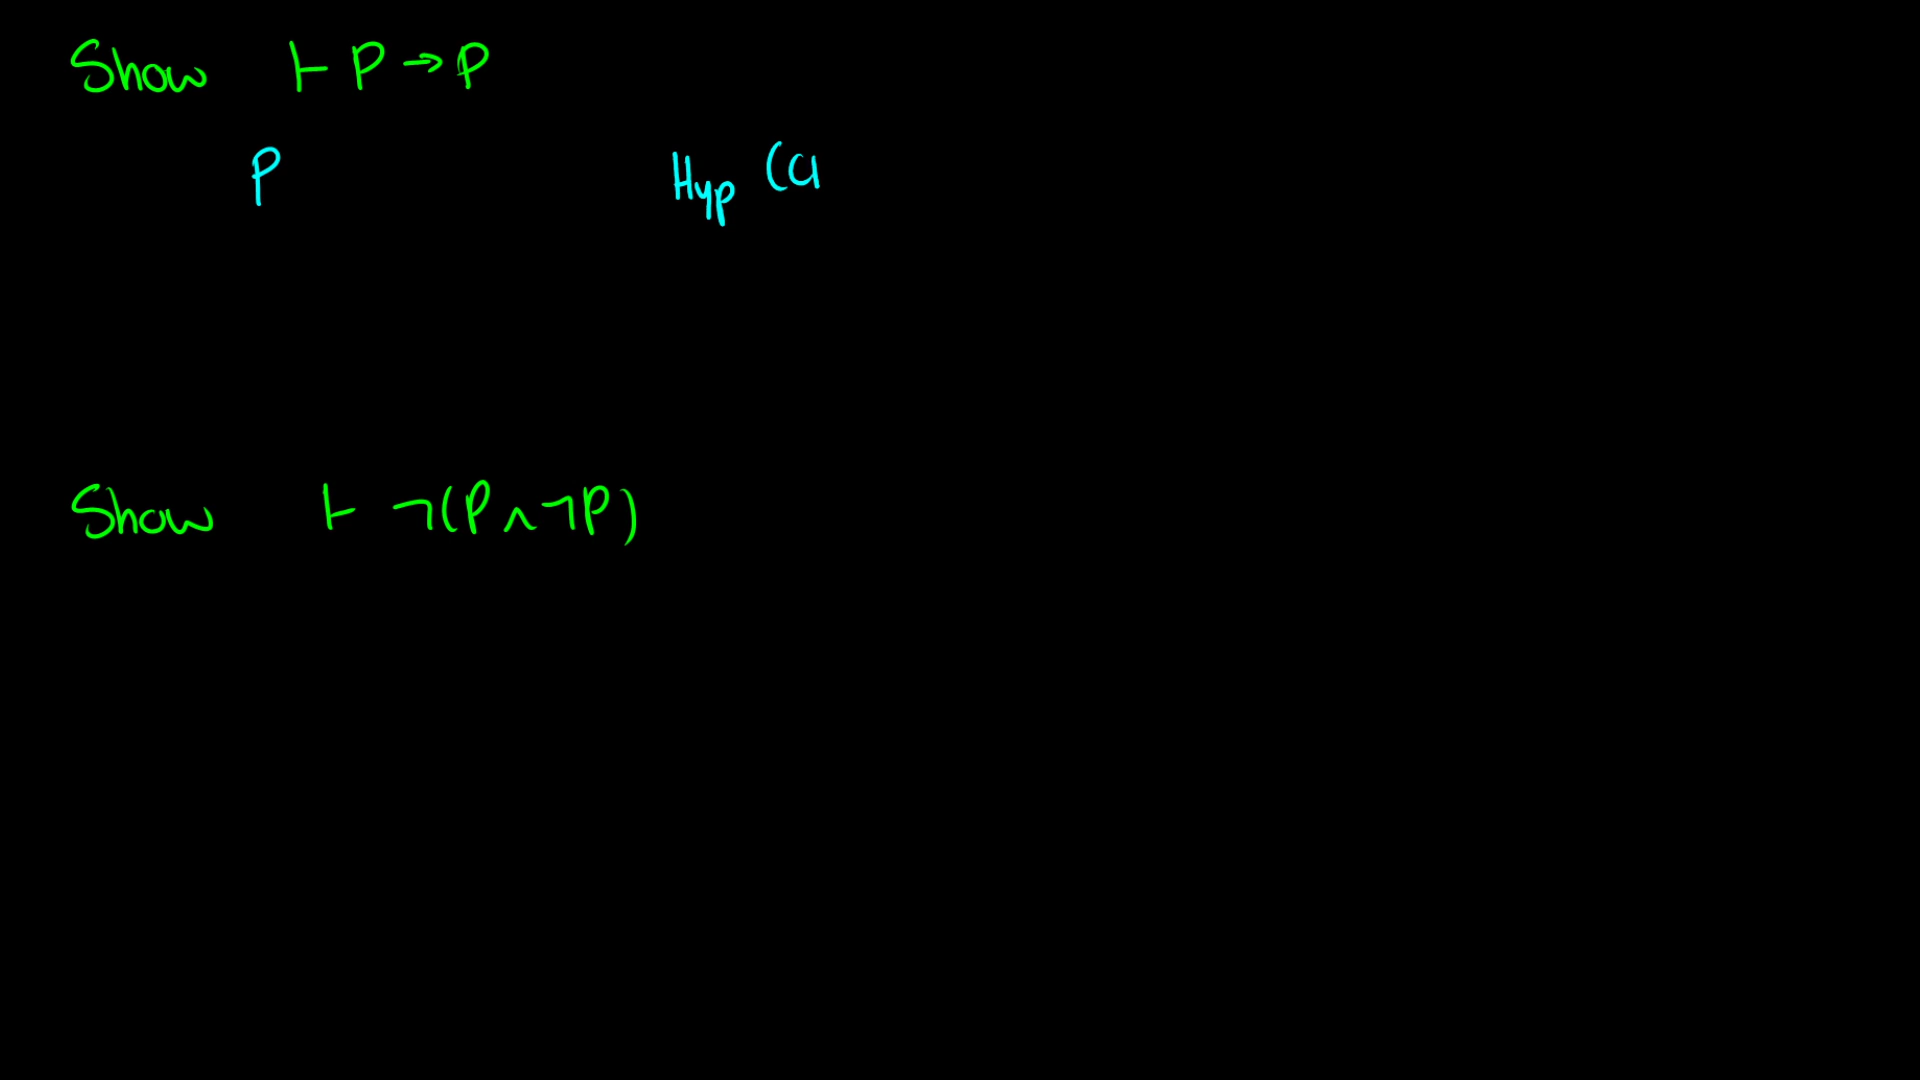 Show ⊢ P → P
P Hyp (a
Show ⊢ ¬(P ∧ ¬P)